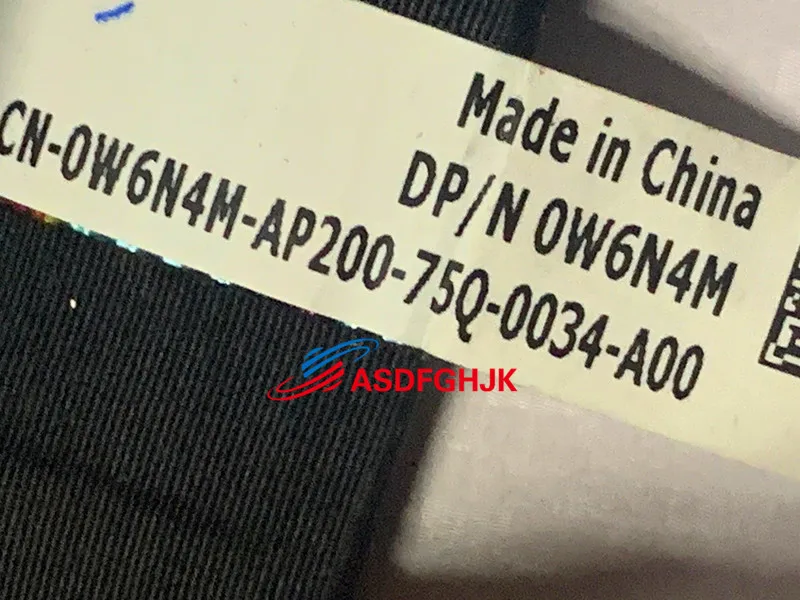 Made in China
DP/N 0W6N4M
CN-0W6N4M-AP200-75Q-0034-A00
ASDFGHJK